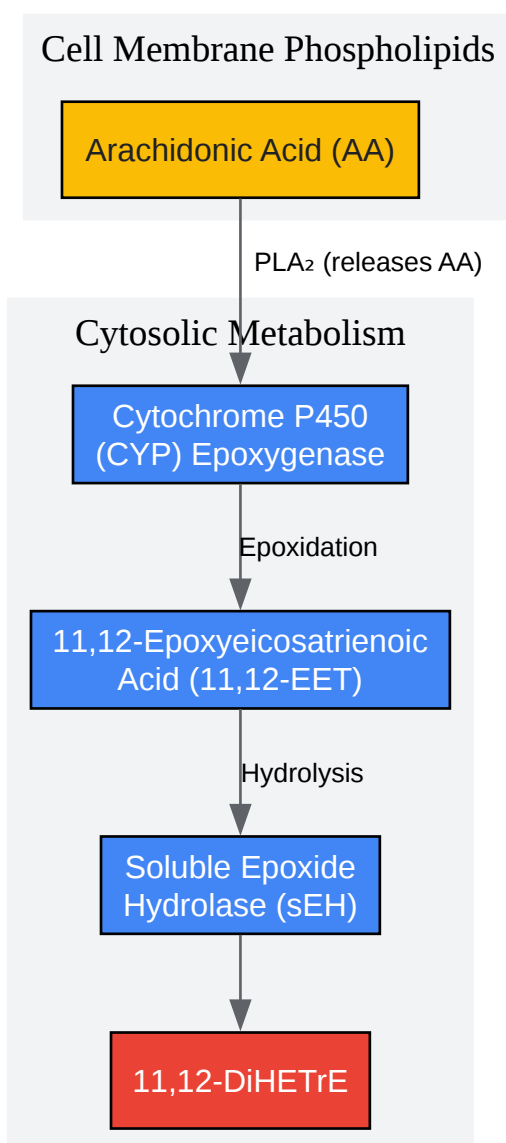 Cell Membrane Phospholipids
Arachidonic Acid (AA)
PLA₂ (releases AA)
Cytosolic Metabolism
Cytochrome P450
(CYP) Epoxygenase
Epoxidation
11,12-Epoxyeicosatrienoic
Acid (11,12-EET)
Hydrolysis
Soluble Epoxide
Hydrolase (sEH)
11,12-DiHETrE